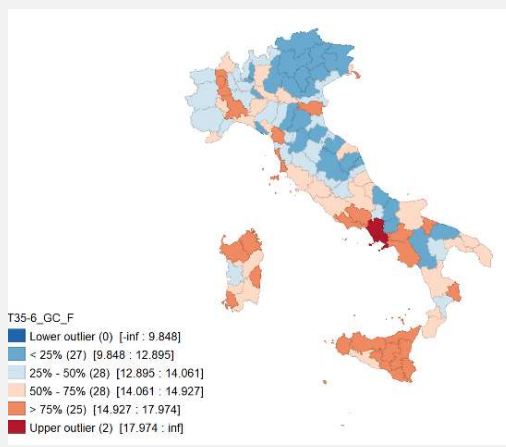 T35-6_GC_F
Lower outlier (0) [-inf : 9.848]
< 25% (27) [9.848 : 12.895]
25% - 50% (28) [12.895 : 14.061]
50% - 75% (28) [14.061 : 14.927]
> 75% (25) [14.927 : 17.974]
Upper outlier (2) [17.974 : inf]